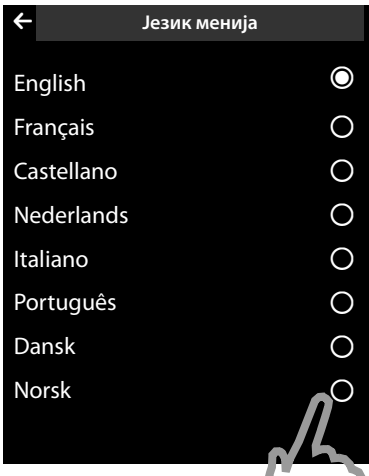 Језик менија
English
Français
Castellano
Nederlands
Italiano
Português
Dansk
Norsk